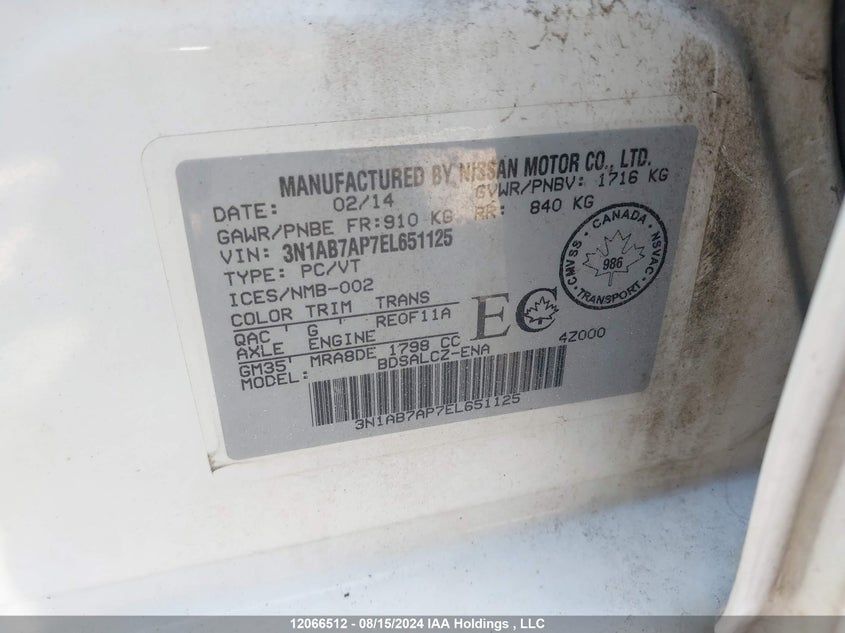 MANUFACTURED BY NISSAN MOTOR CO., LTD.
DATE: 02/14 GVWR/PNBV: 1716 KG
GAWR/PNBE FR:910 KG RR: 840 KG
VIN: 3N1AB7AP7EL651125
TYPE: PC/VT
ICES/NMB-002
COLOR TRIM TRANS
QAC ' G ' REOF11A
AXLE ENGINE
GM35' MRA8DE 1798 CC 4Z000
MODEL: BDSALCZ-ENA
3N1AB7AP7EL651125
EC
CANADA
CMVSS NSVAC
986
TRANSPORT
12066512 - 08/15/2024 IAA Holdings , LLC